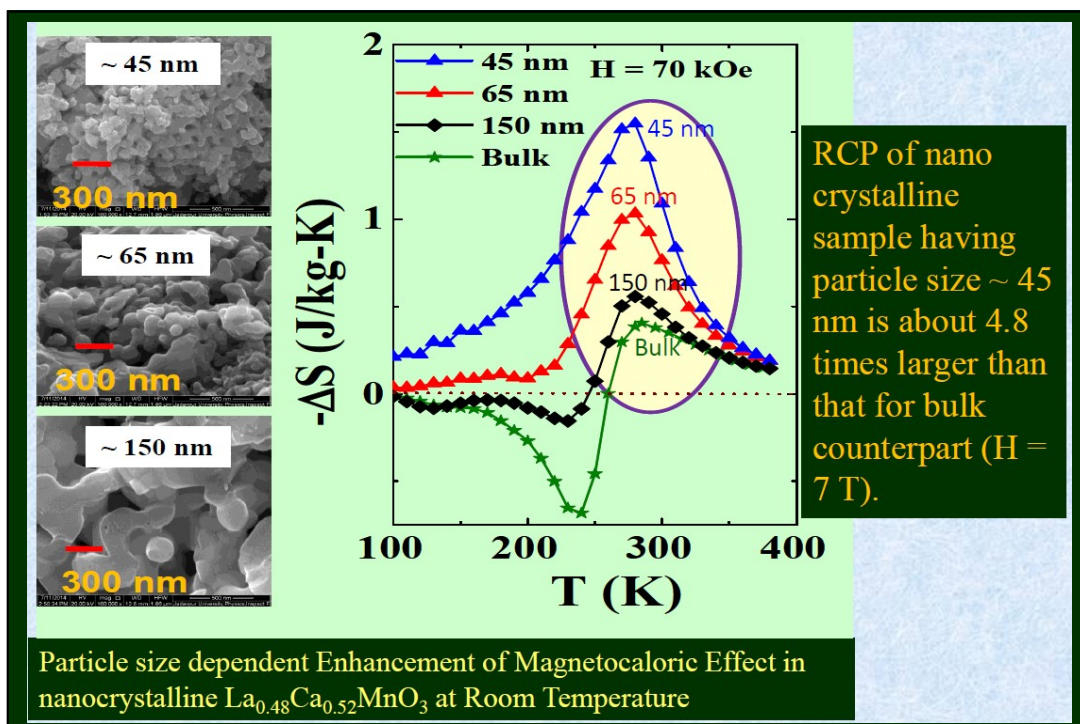 ~ 45 nm
300 nm
~ 65 nm
300 nm
~ 150 nm
300 nm
-ΔS (J/kg-K)
2
1
0
45 nm
65 nm
150 nm
Bulk
H = 70 kOe
45 nm
65 nm
150 nm
Bulk
100 200 300 400
T (K)
RCP of nano
crystalline
sample having
particle size ~ 45
nm is about 4.8
times larger than
that for bulk
counterpart (H =
7 T).
Particle size dependent Enhancement of Magnetocaloric Effect in
nanocrystalline La0.48Ca0.52MnO3 at Room Temperature